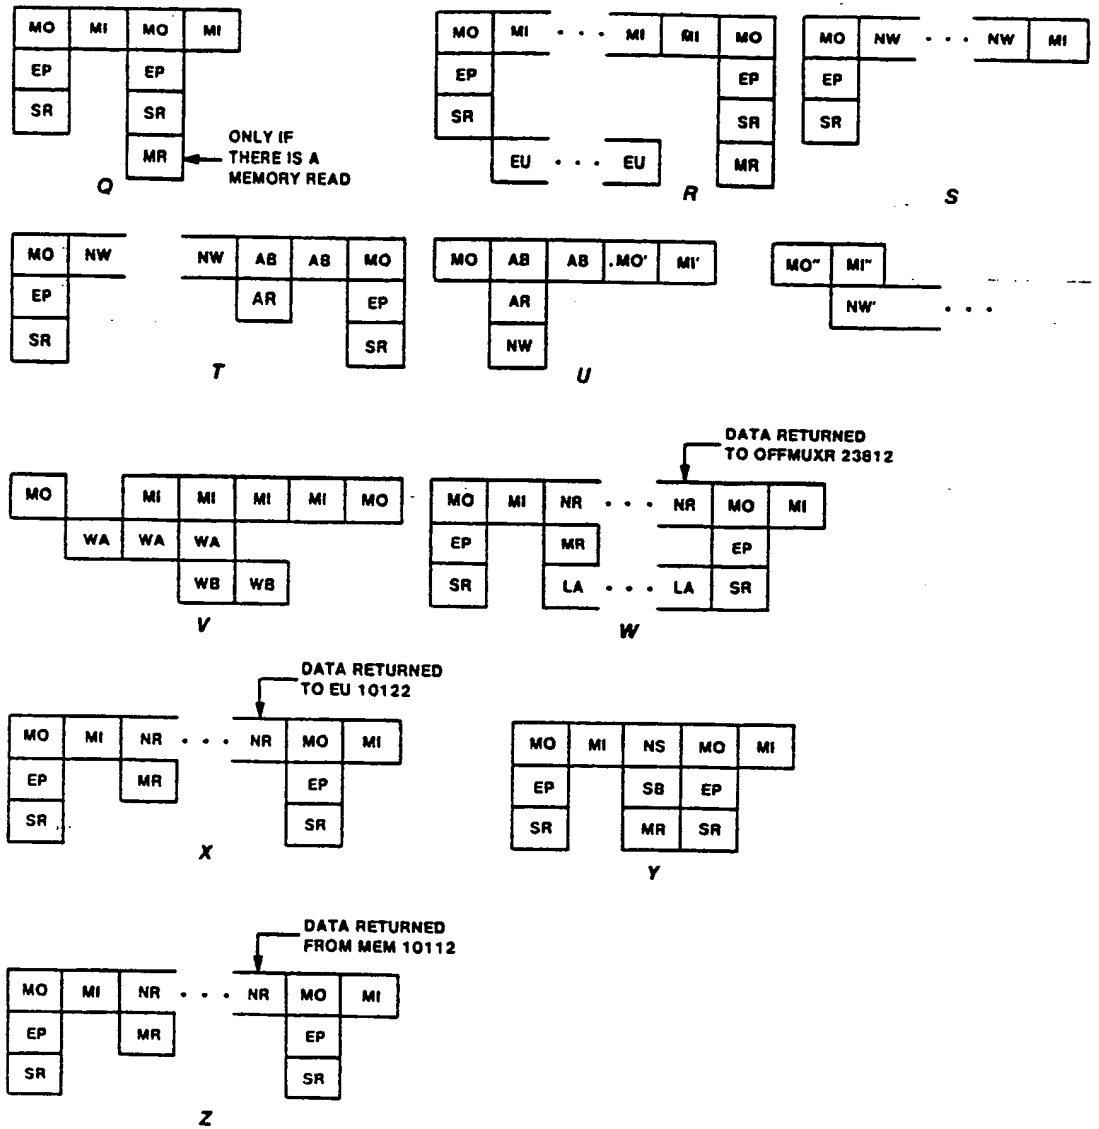 MO MI MO MI
EP EP
SR SR
MR
ONLY IF
THERE IS A
MEMORY READ
Q
MO MI • • • MI MI MO
EP EP
SR SR
EU • • • EU MR
R
MO NW • • • NW MI
EP
SR
S
MO NW NW AB AB MO
EP AR EP
SR SR
T
MO AB AB MO' MI'
AR
NW
U
MO" MI"
NW' • • •
MO MI MI MI MI MO
WA WA WA
WB WB
V
DATA RETURNED
TO OFFMUXR 23812
MO MI NR • • • NR MO MI
EP MR EP
SR LA • • • LA SR
W
DATA RETURNED
TO EU 10122
MO MI NR • • • NR MO MI
EP MR EP
SR SR
X
MO MI NS MO MI
EP SB EP
SR MR SR
Y
DATA RETURNED
FROM MEM 10112
MO MI NR • • • NR MO MI
EP MR EP
SR SR
Z